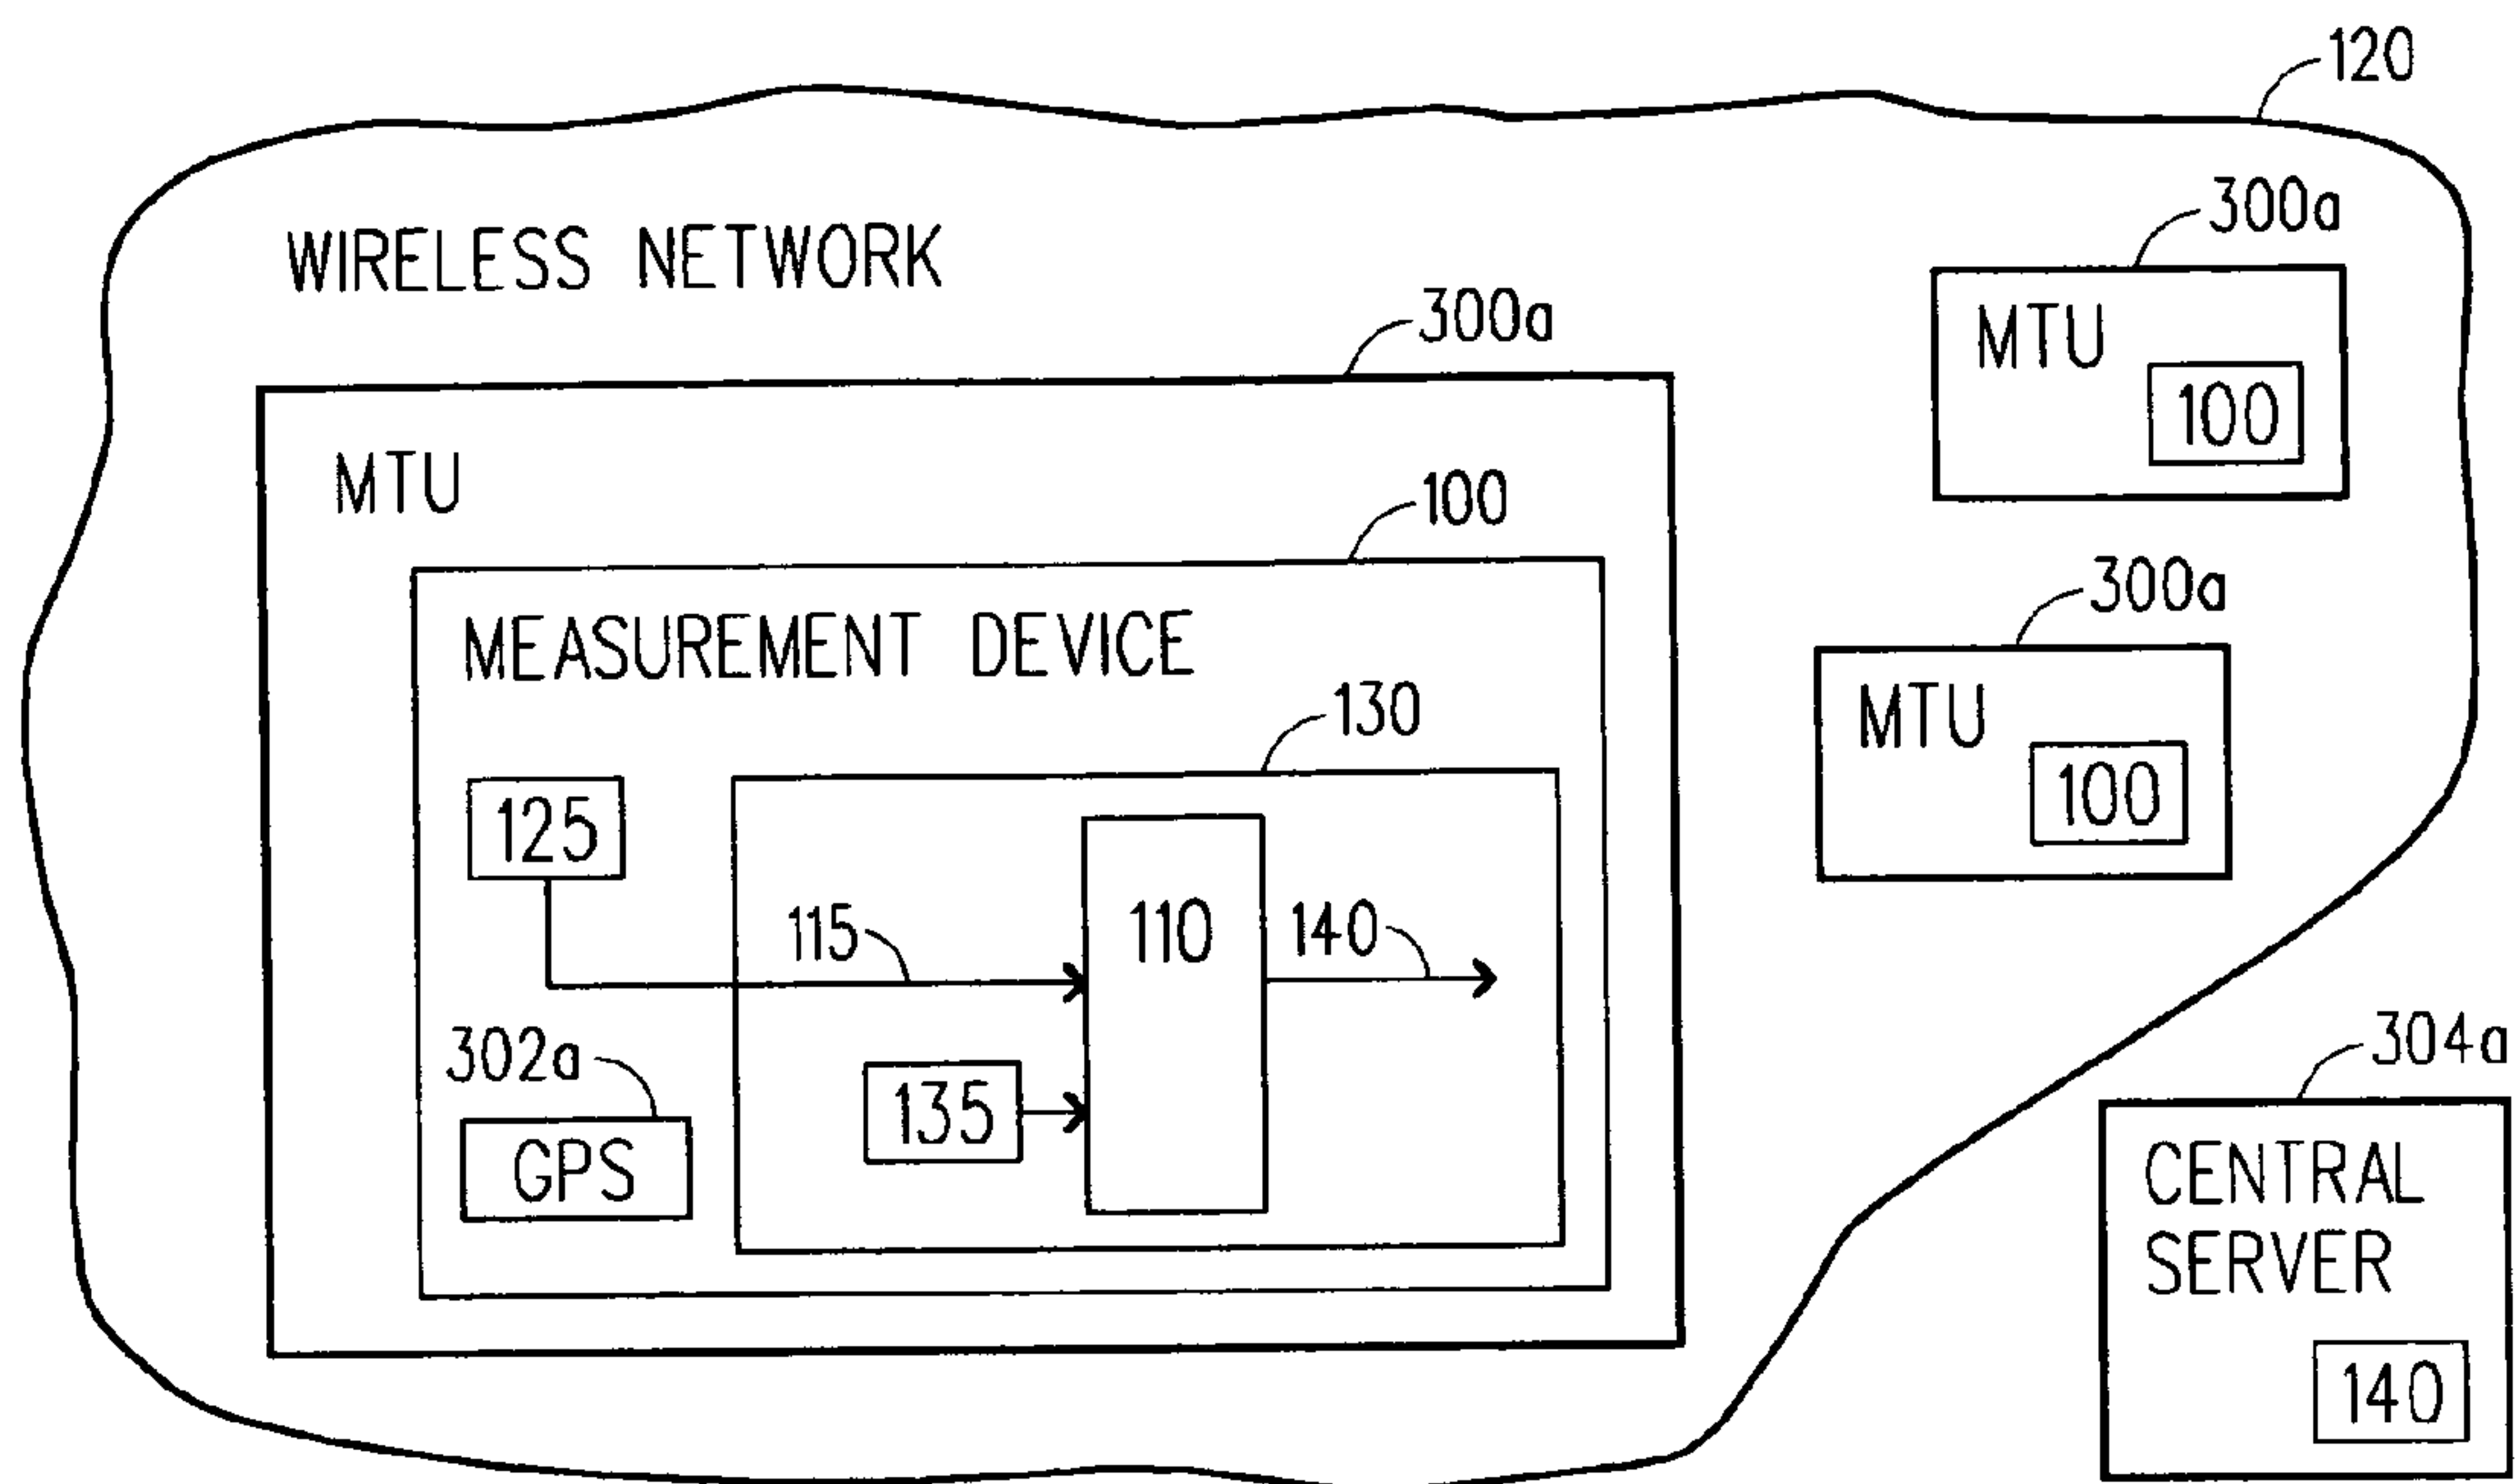 120
WIRELESS NETWORK
300a
MTU
100
300a
MTU
100
MEASUREMENT DEVICE
130
125
115
110
140
302a
GPS
135
300a
MTU
100
304a
CENTRAL
SERVER
140